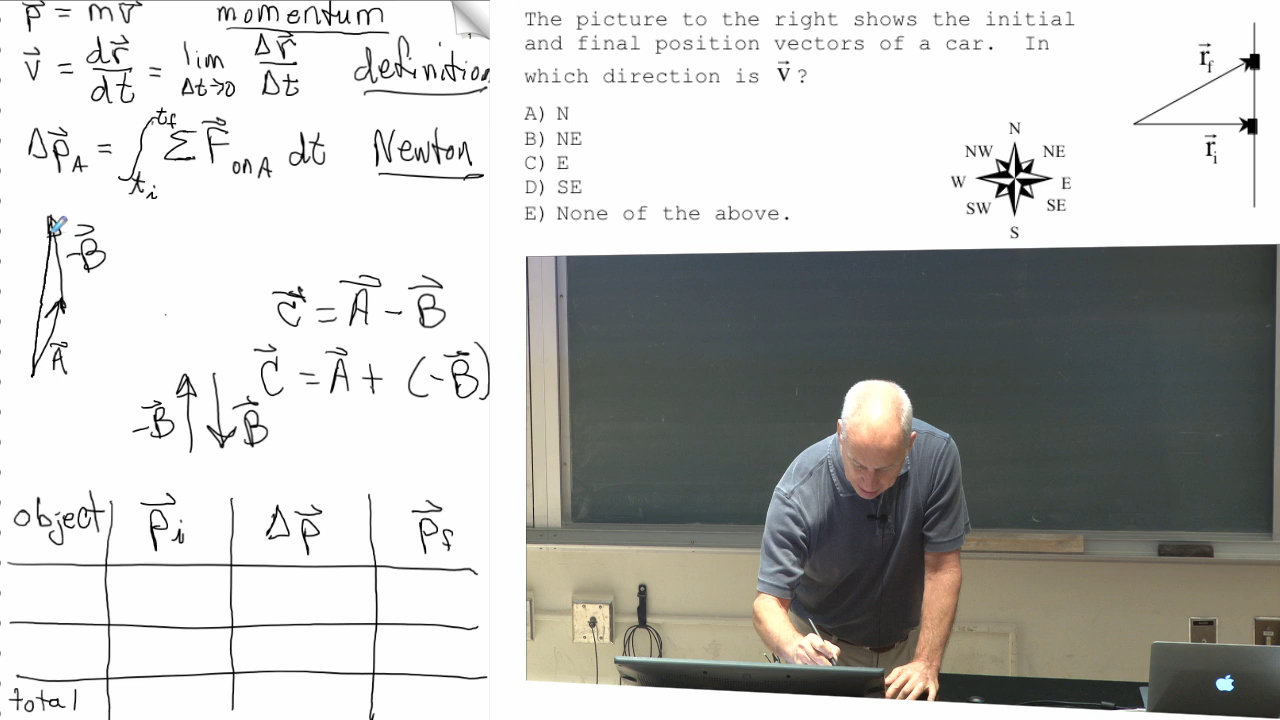 p⃗ = mv⃗ momentum
v⃗ = dr⃗/dt = lim Δt→0 Δr⃗/Δt definition
Δp⃗A = ∫ti tf ΣF⃗on A dt Newton
-B⃗
A⃗
C⃗ = A⃗ - B⃗
C⃗ = A⃗ + (-B⃗)
-B⃗ B⃗
object p⃗i Δp⃗ p⃗f
total
The picture to the right shows the initial
and final position vectors of a car. In
which direction is v⃗?
A) N
B) NE
C) E
D) SE
E) None of the above.
N
NW NE
W E
SW SE
S
r⃗f
r⃗i